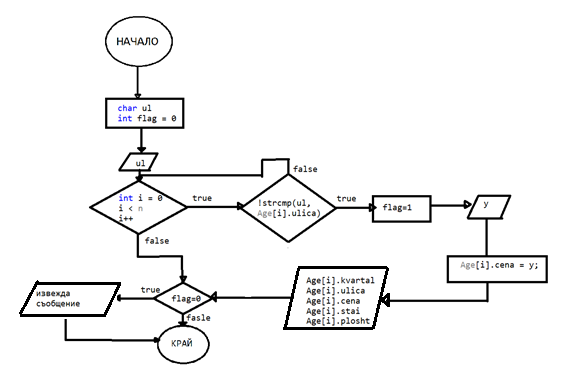 НАЧАЛО
char ul
int flag = 0
ul
false
int i = 0
i < n
i++
true
!strcmp(ul,
Age[i].ulica)
true
flag=1
y
false
Age[i].cena = y;
Age[i].kvartal
Age[i].ulica
Age[i].cena
Age[i].stai
Age[i].plosht
true
flag=0
извежда
съобщение
fasle
КРАЙ